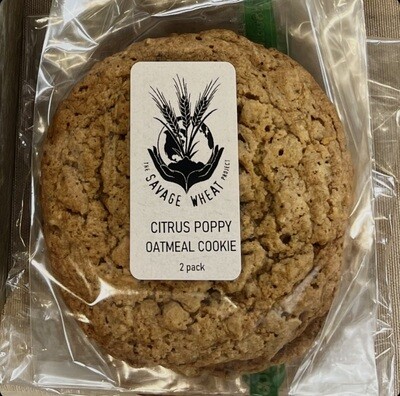 THE
SAVAGE WHEAT
PROJECT
CITRUS POPPY
OATMEAL COOKIE
2 pack